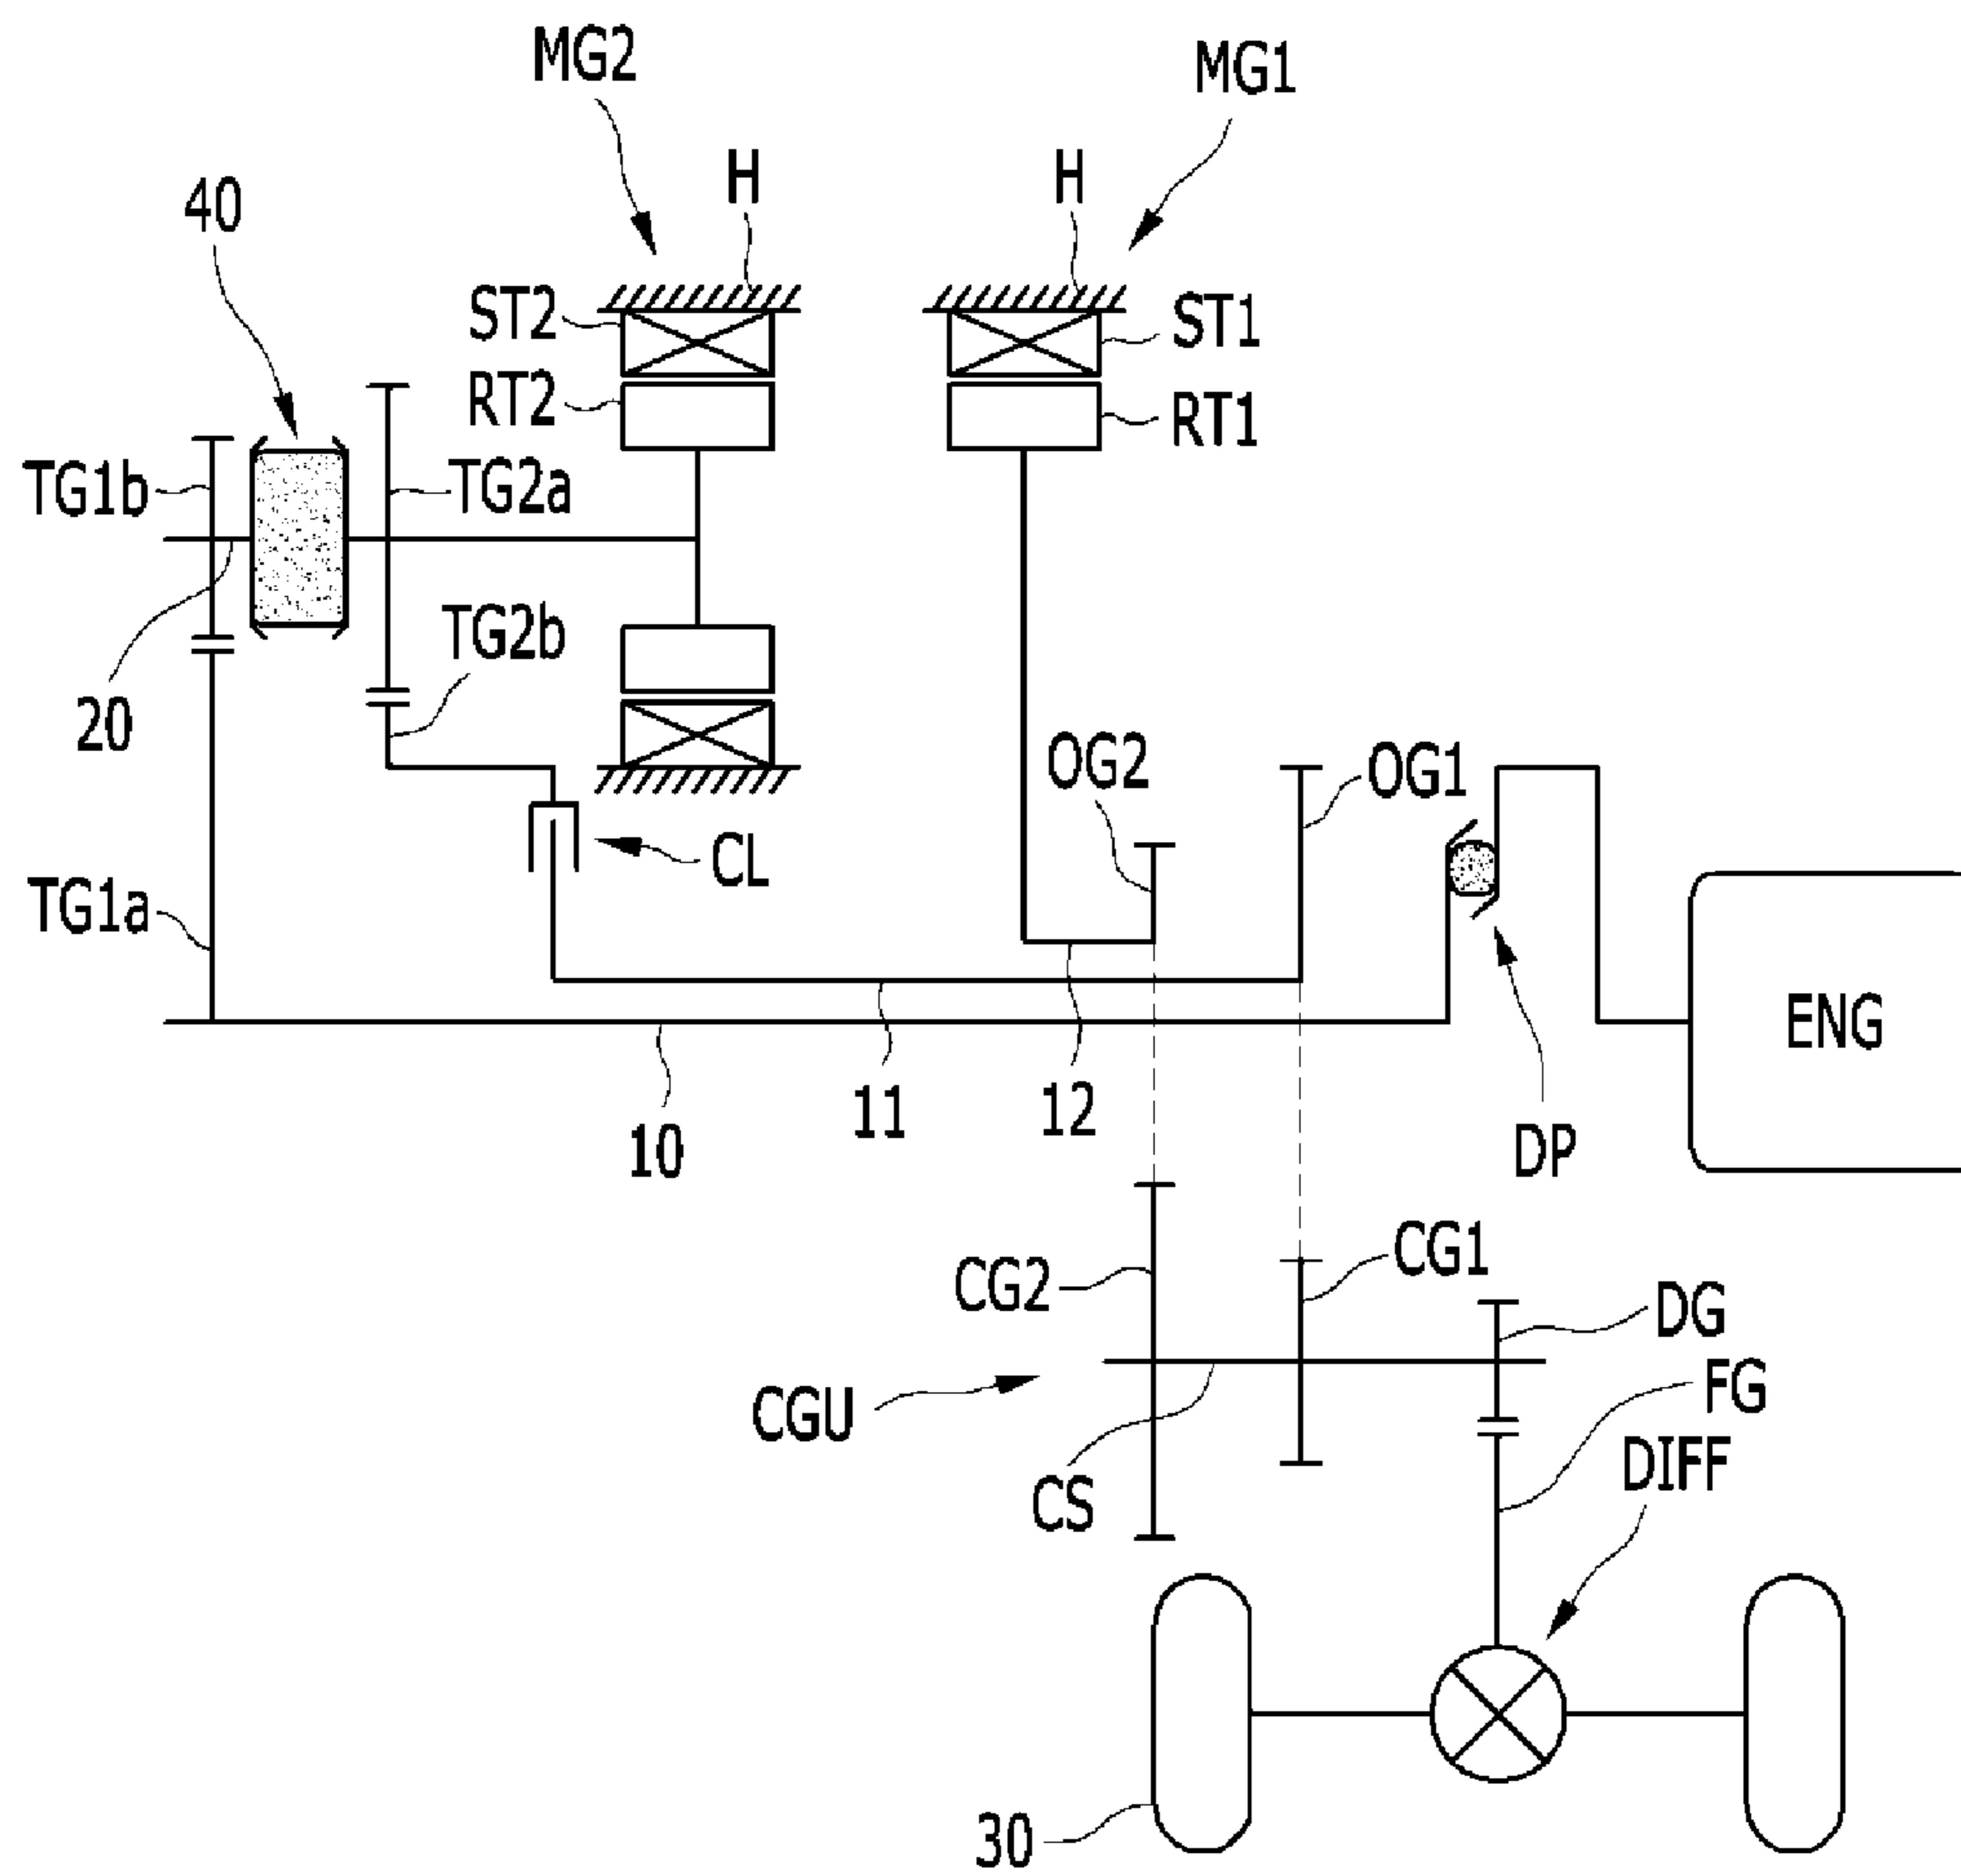 MG2
MG1
H
H
40
ST2
ST1
RT2
RT1
TG1b
TG2a
TG2b
20
OG2
OG1
CL
TG1a
ENG
11
12
10
DP
CG2
CG1
DG
FG
CGU
DIFF
CS
30